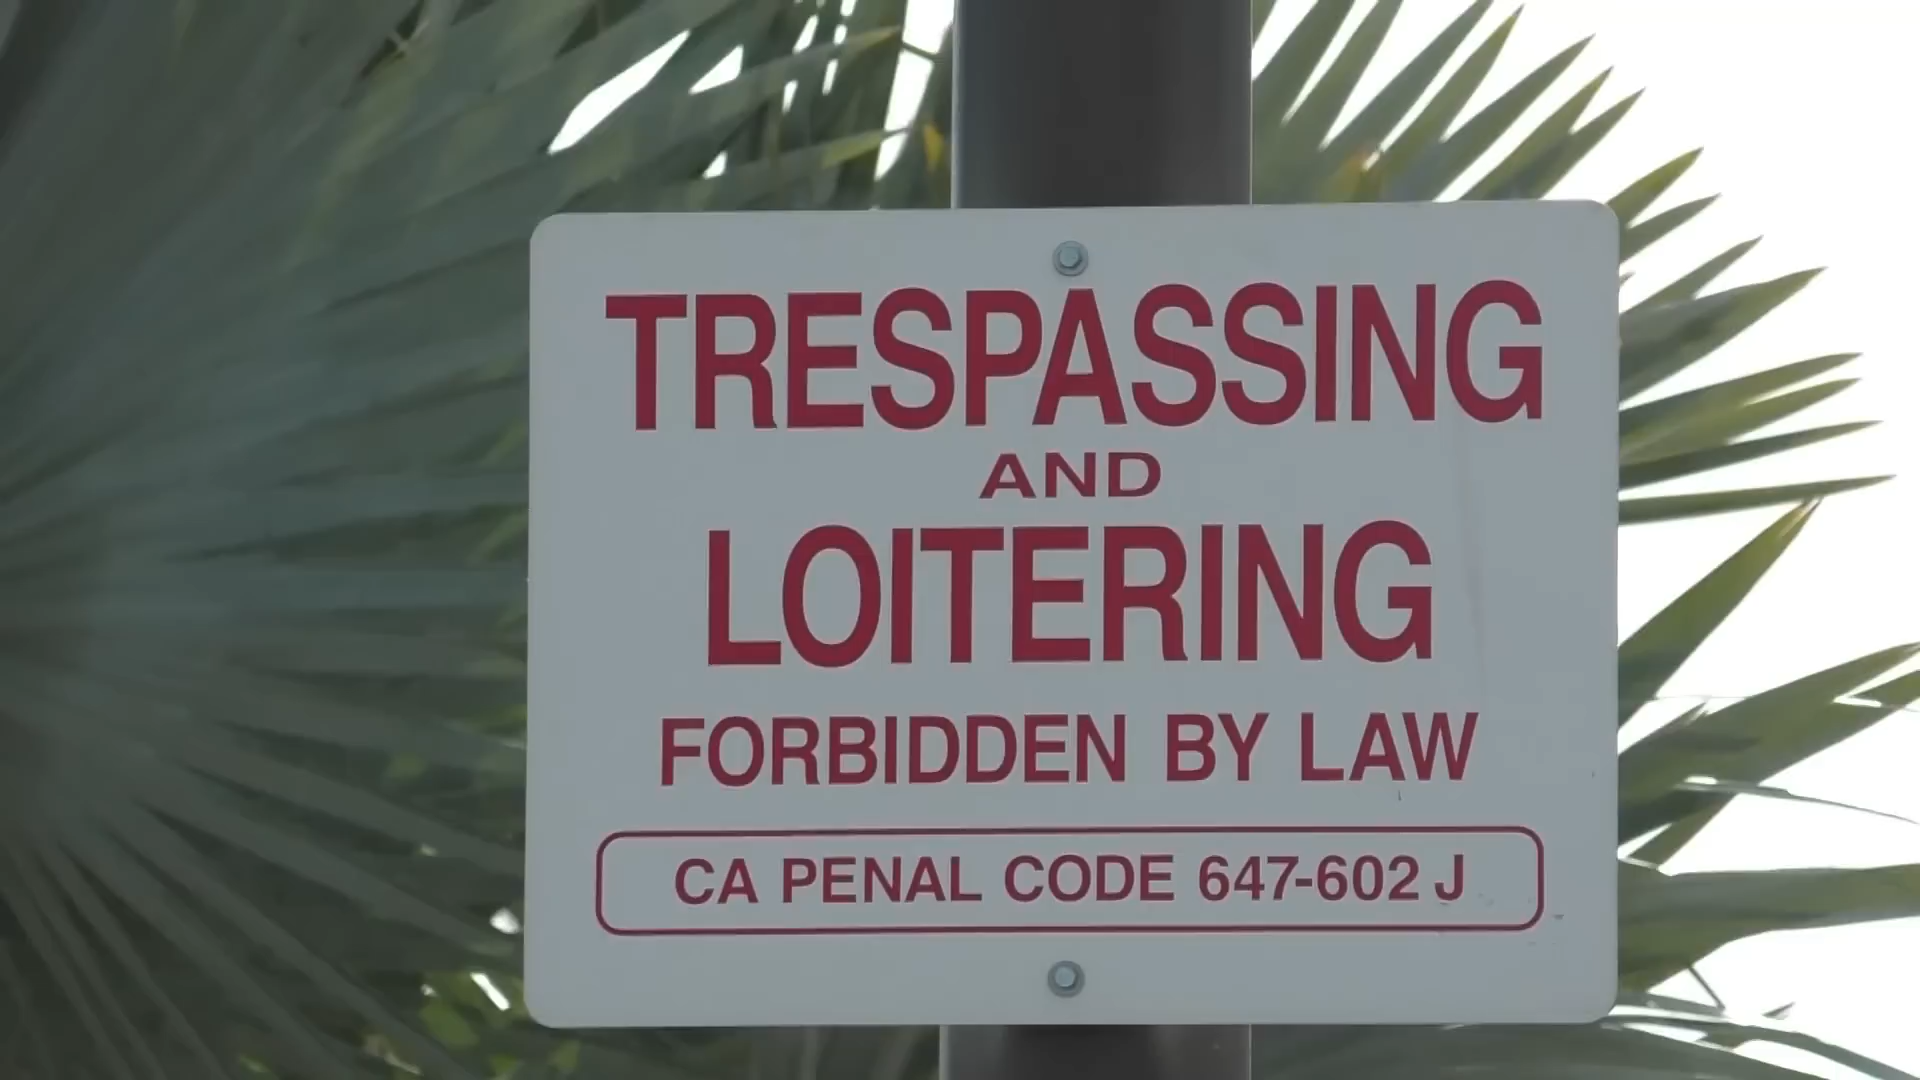 TRESPASSING
AND
LOITERING
FORBIDDEN BY LAW
CA PENAL CODE 647-602 J